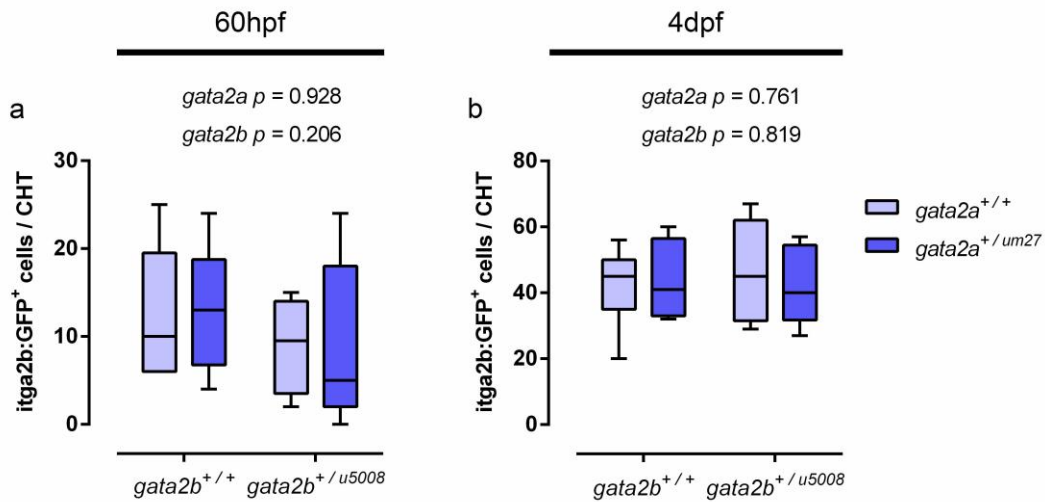 60hpf
a
gata2a p = 0.928
gata2b p = 0.206
itga2b:GFP⁺ cells / CHT
30
20
10
0
gata2b⁺/⁺ gata2b⁺/ᵘ⁵⁰⁰⁸
4dpf
b
gata2a p = 0.761
gata2b p = 0.819
itga2b:GFP⁺ cells / CHT
80
60
40
20
0
gata2b⁺/⁺ gata2b⁺/ᵘ⁵⁰⁰⁸
gata2a⁺/⁺
gata2a⁺/ᵘᵐ²⁷